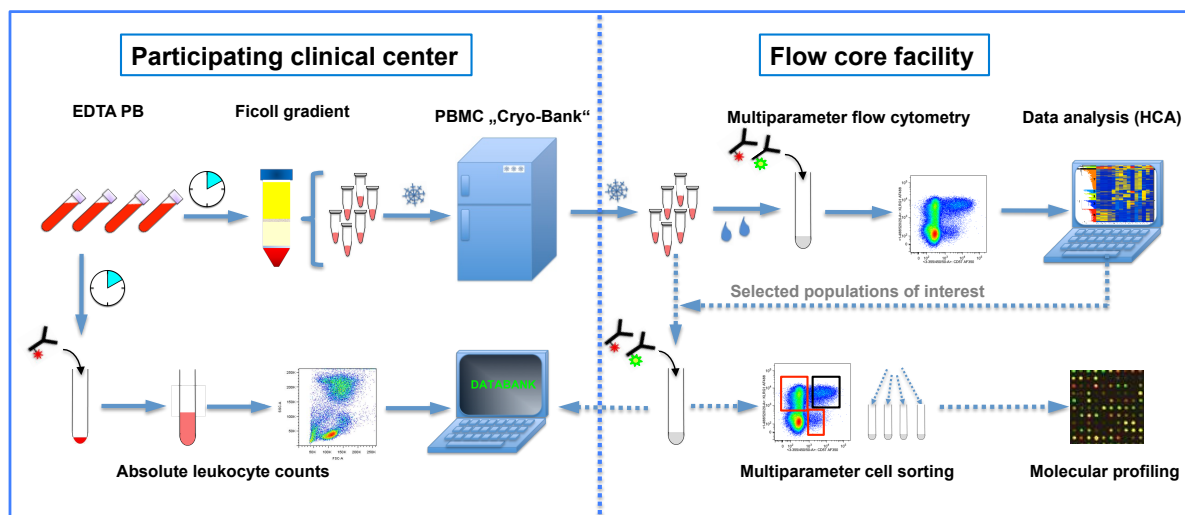 Participating clinical center
Flow core facility
EDTA PB
Ficoll gradient
PBMC „Cryo-Bank“
Multiparameter flow cytometry
Data analysis (HCA)
Selected populations of interest
DATABANK
Absolute leukocyte counts
Multiparameter cell sorting
Molecular profiling